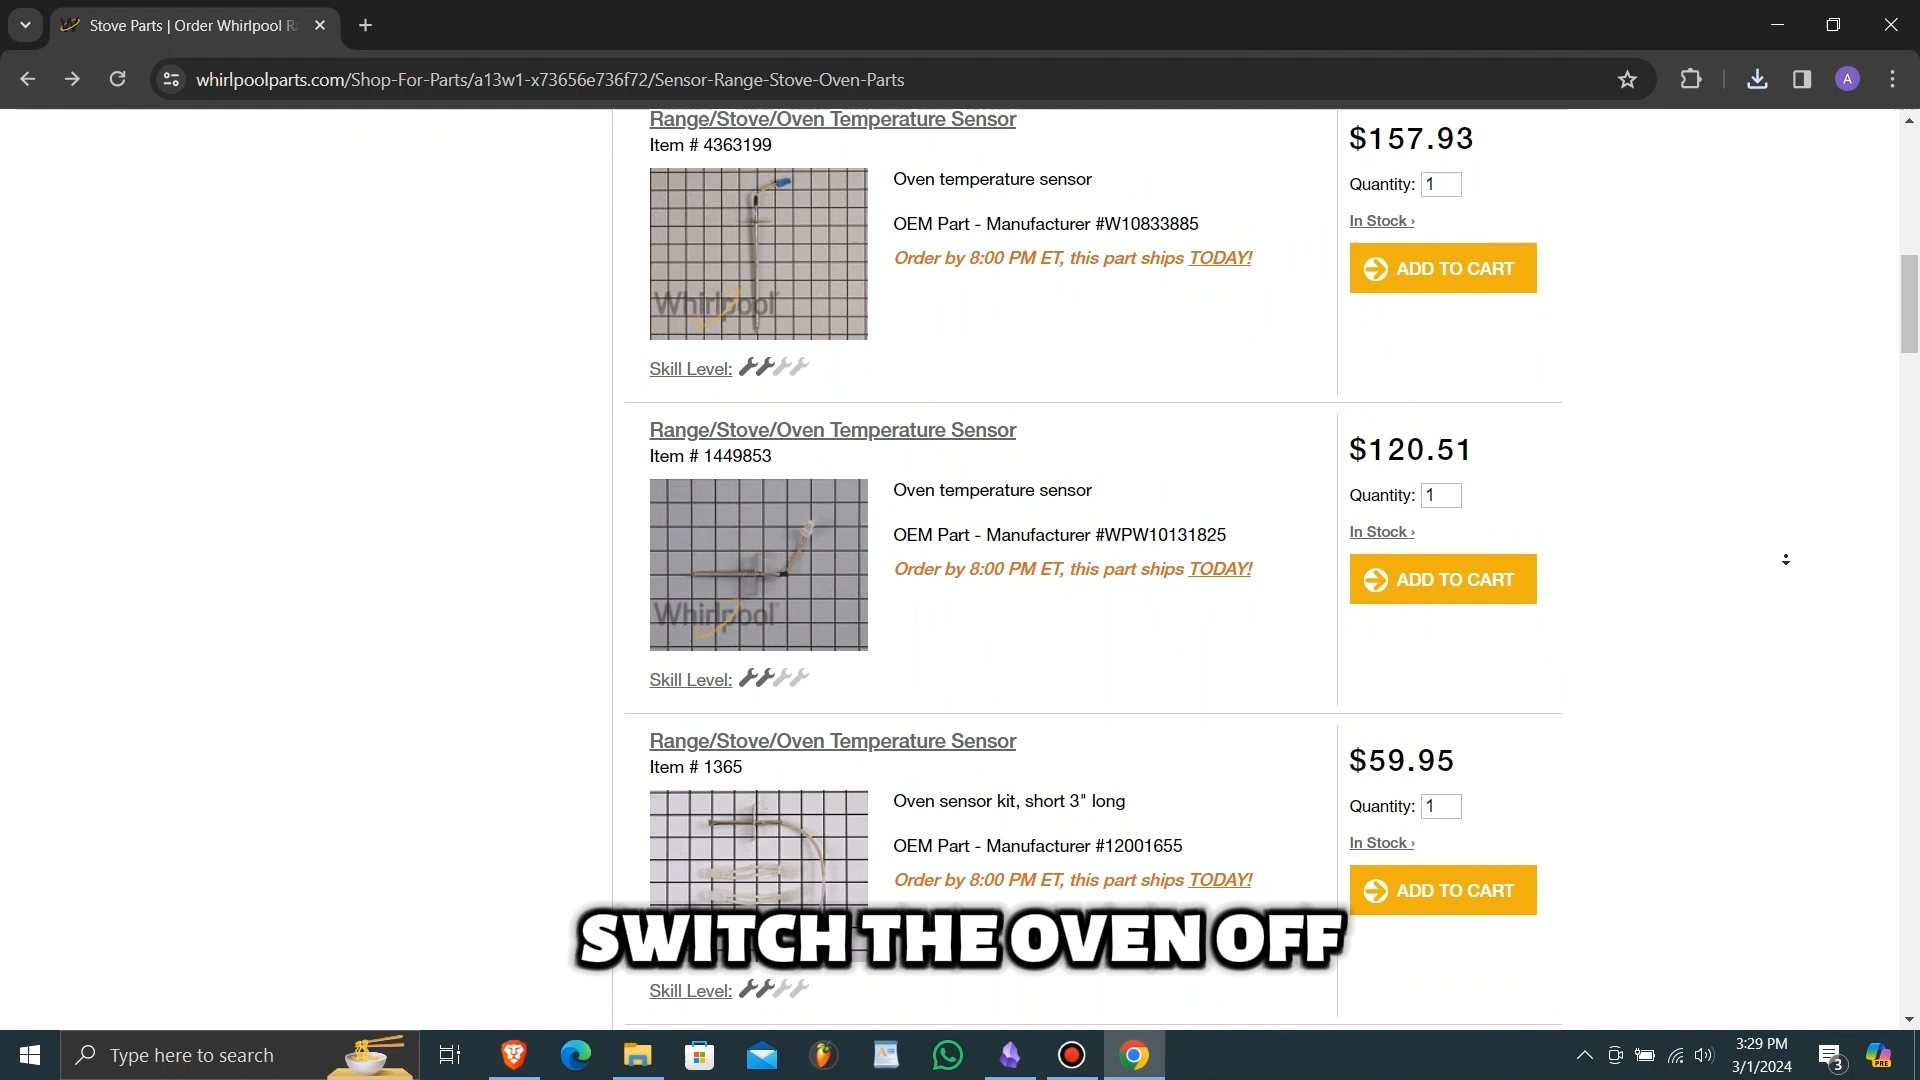 Stove Parts | Order Whirlpool Ra
whirlpoolparts.com/Shop-For-Parts/a13w1-x73656e736f72/Sensor-Range-Stove-Oven-Parts
A
Range/Stove/Oven Temperature Sensor
Item # 4363199
Oven temperature sensor
OEM Part - Manufacturer #W10833885
Order by 8:00 PM ET, this part ships TODAY!
Whirlpool
Skill Level:
$157.93
Quantity: 1
In Stock ›
ADD TO CART
Range/Stove/Oven Temperature Sensor
Item # 1449853
Oven temperature sensor
OEM Part - Manufacturer #WPW10131825
Order by 8:00 PM ET, this part ships TODAY!
Whirlpool
Skill Level:
$120.51
Quantity: 1
In Stock ›
ADD TO CART
Range/Stove/Oven Temperature Sensor
Item # 1365
Oven sensor kit, short 3" long
OEM Part - Manufacturer #12001655
Order by 8:00 PM ET, this part ships TODAY!
Skill Level:
$59.95
Quantity: 1
In Stock ›
ADD TO CART
SWITCH THE OVEN OFF
Type here to search
3:29 PM
3/1/2024
3
PRE